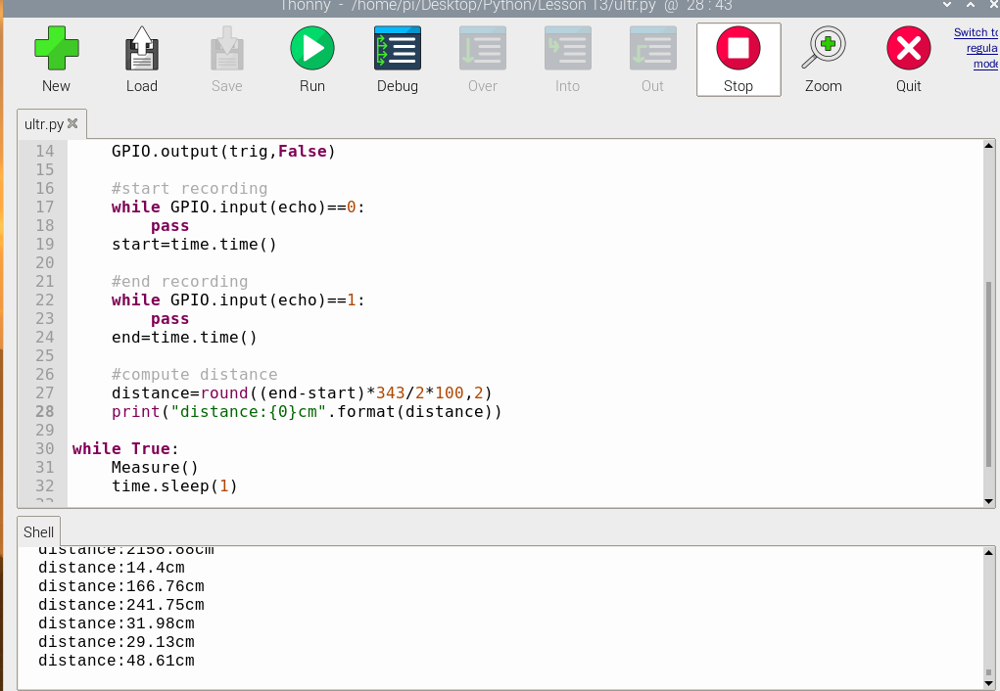 Thonny - /home/pi/Desktop/Python/Lesson 13/ultr.py @ 28 : 43
New Load Save Run Debug Over Into Out Stop Zoom Quit
Switch to
regula
mode
ultr.py
14 GPIO.output(trig,False)
15
16 #start recording
17 while GPIO.input(echo)==0:
18 pass
19 start=time.time()
20
21 #end recording
22 while GPIO.input(echo)==1:
23 pass
24 end=time.time()
25
26 #compute distance
27 distance=round((end-start)*343/2*100,2)
28 print("distance:{0}cm".format(distance))
29
30 while True:
31 Measure()
32 time.sleep(1)
33
Shell
distance:2158.88cm
distance:14.4cm
distance:166.76cm
distance:241.75cm
distance:31.98cm
distance:29.13cm
distance:48.61cm